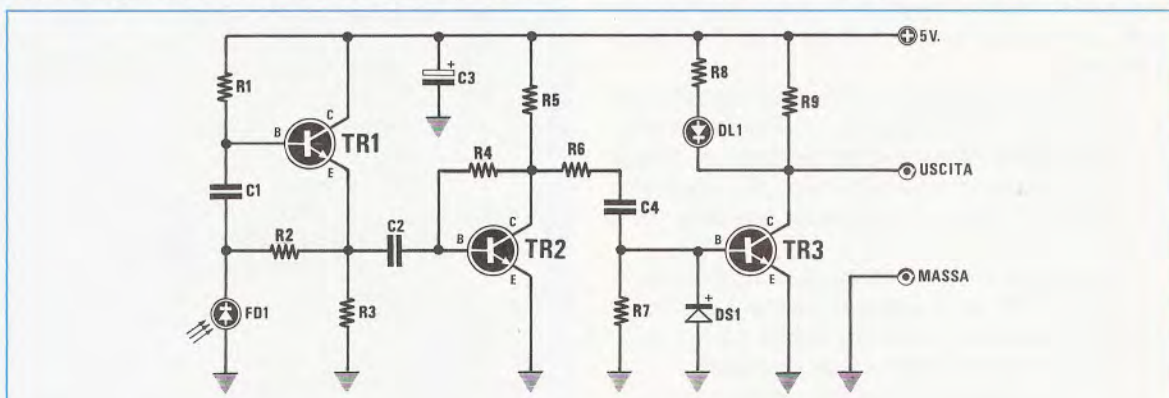 R1
B
C
TR1
E
C1
R2
FD1
R3
C2
+
C3
R4
R5
B
C
TR2
E
R6
C4
R7
+
DS1
B
C
TR3
E
R8
DL1
R9
5V.
USCITA
MASSA